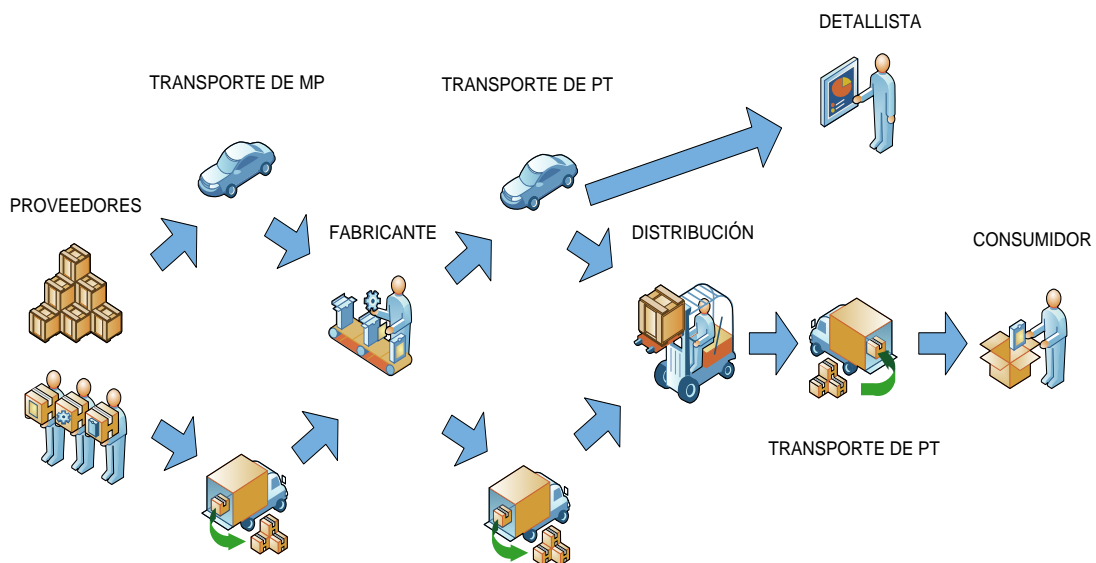 DETALLISTA
TRANSPORTE DE MP
TRANSPORTE DE PT
PROVEEDORES
FABRICANTE
DISTRIBUCIÓN
CONSUMIDOR
TRANSPORTE DE PT